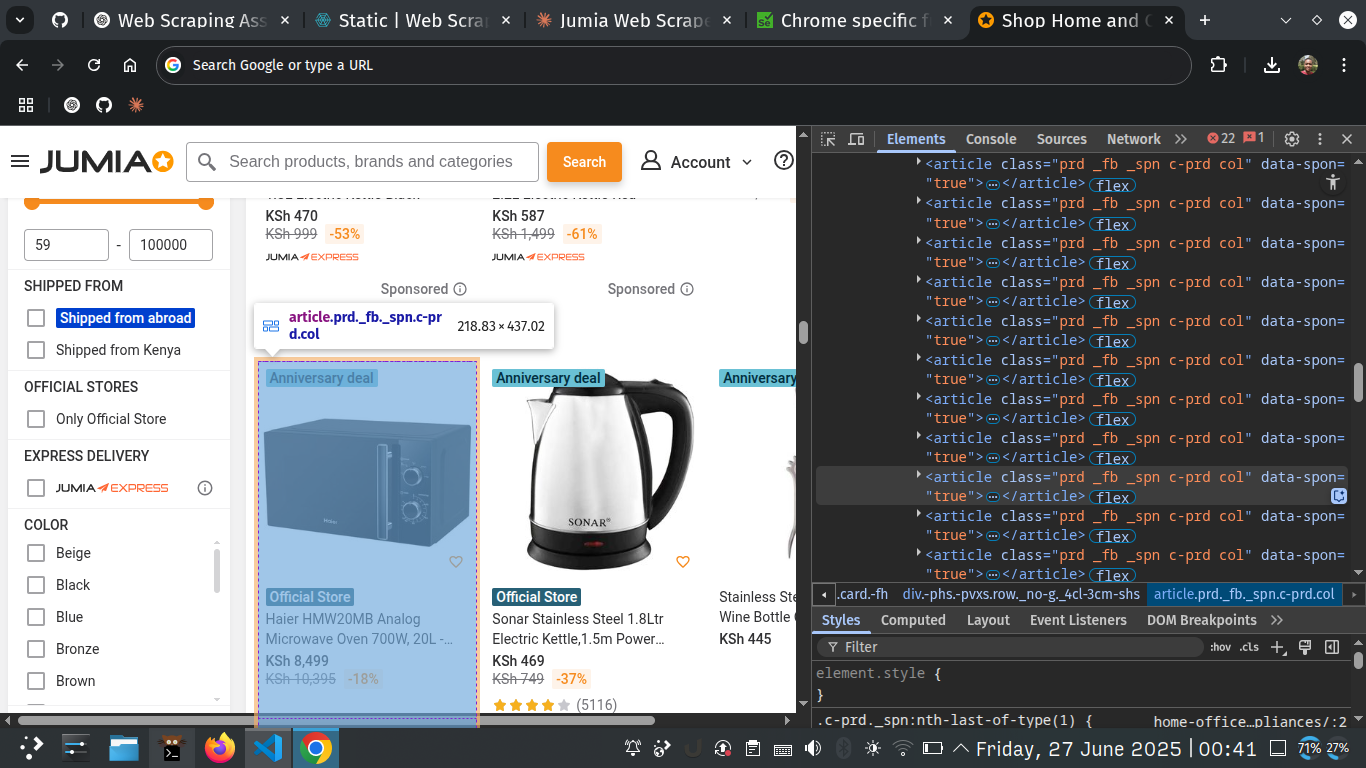 Web Scraping Ass
Static | Web Scrap
Jumia Web Scrape
Chrome specific f
Shop Home and O
Search Google or type a URL
JUMIA
Search products, brands and categories
Search
Account
59 - 100000
SHIPPED FROM
Shipped from abroad
Shipped from Kenya
OFFICIAL STORES
Only Official Store
EXPRESS DELIVERY
JUMIA EXPRESS
COLOR
Beige
Black
Blue
Bronze
Brown
KSh 470
KSh 999 -53%
JUMIA EXPRESS
KSh 587
KSh 1,499 -61%
JUMIA EXPRESS
Sponsored
Sponsored
article.prd._fb._spn.c-pr
d.col
218.83 × 437.02
Anniversary deal
Haier
Official Store
Haier HMW20MB Analog
Microwave Oven 700W, 20L -…
KSh 8,499
KSh 10,395 -18%
Anniversary deal
SONAR®
Official Store
Sonar Stainless Steel 1.8Ltr
Electric Kettle,1.5m Power…
KSh 469
KSh 749 -37%
(5116)
Anniversary
Stainless Ste
Wine Bottle
KSh 445
Elements
Console
Sources
Network
22
1
<article class="prd _fb _spn c-prd col" data-spon=
"true">…</article> flex
<article class="prd _fb _spn c-prd col" data-spon=
"true">…</article> flex
<article class="prd _fb _spn c-prd col" data-spon=
"true">…</article> flex
<article class="prd _fb _spn c-prd col" data-spon=
"true">…</article> flex
<article class="prd _fb _spn c-prd col" data-spon=
"true">…</article> flex
<article class="prd _fb _spn c-prd col" data-spon=
"true">…</article> flex
<article class="prd _fb _spn c-prd col" data-spon=
"true">…</article> flex
<article class="prd _fb _spn c-prd col" data-spon=
"true">…</article> flex
<article class="prd _fb _spn c-prd col" data-spon=
"true">…</article> flex
<article class="prd _fb _spn c-prd col" data-spon=
"true">…</article> flex
<article class="prd _fb _spn c-prd col" data-spon=
"true">…</article> flex
.card.-fh
div.-phs.-pvxs.row._no-g._4cl-3cm-shs
article.prd._fb._spn.c-prd.col
Styles
Computed
Layout
Event Listeners
DOM Breakpoints
Filter
:hov
.cls
element.style {
}
.c-prd._spn:nth-last-of-type(1) {
home-office…pliances/:2
Friday, 27 June 2025 | 00:41
71%
27%